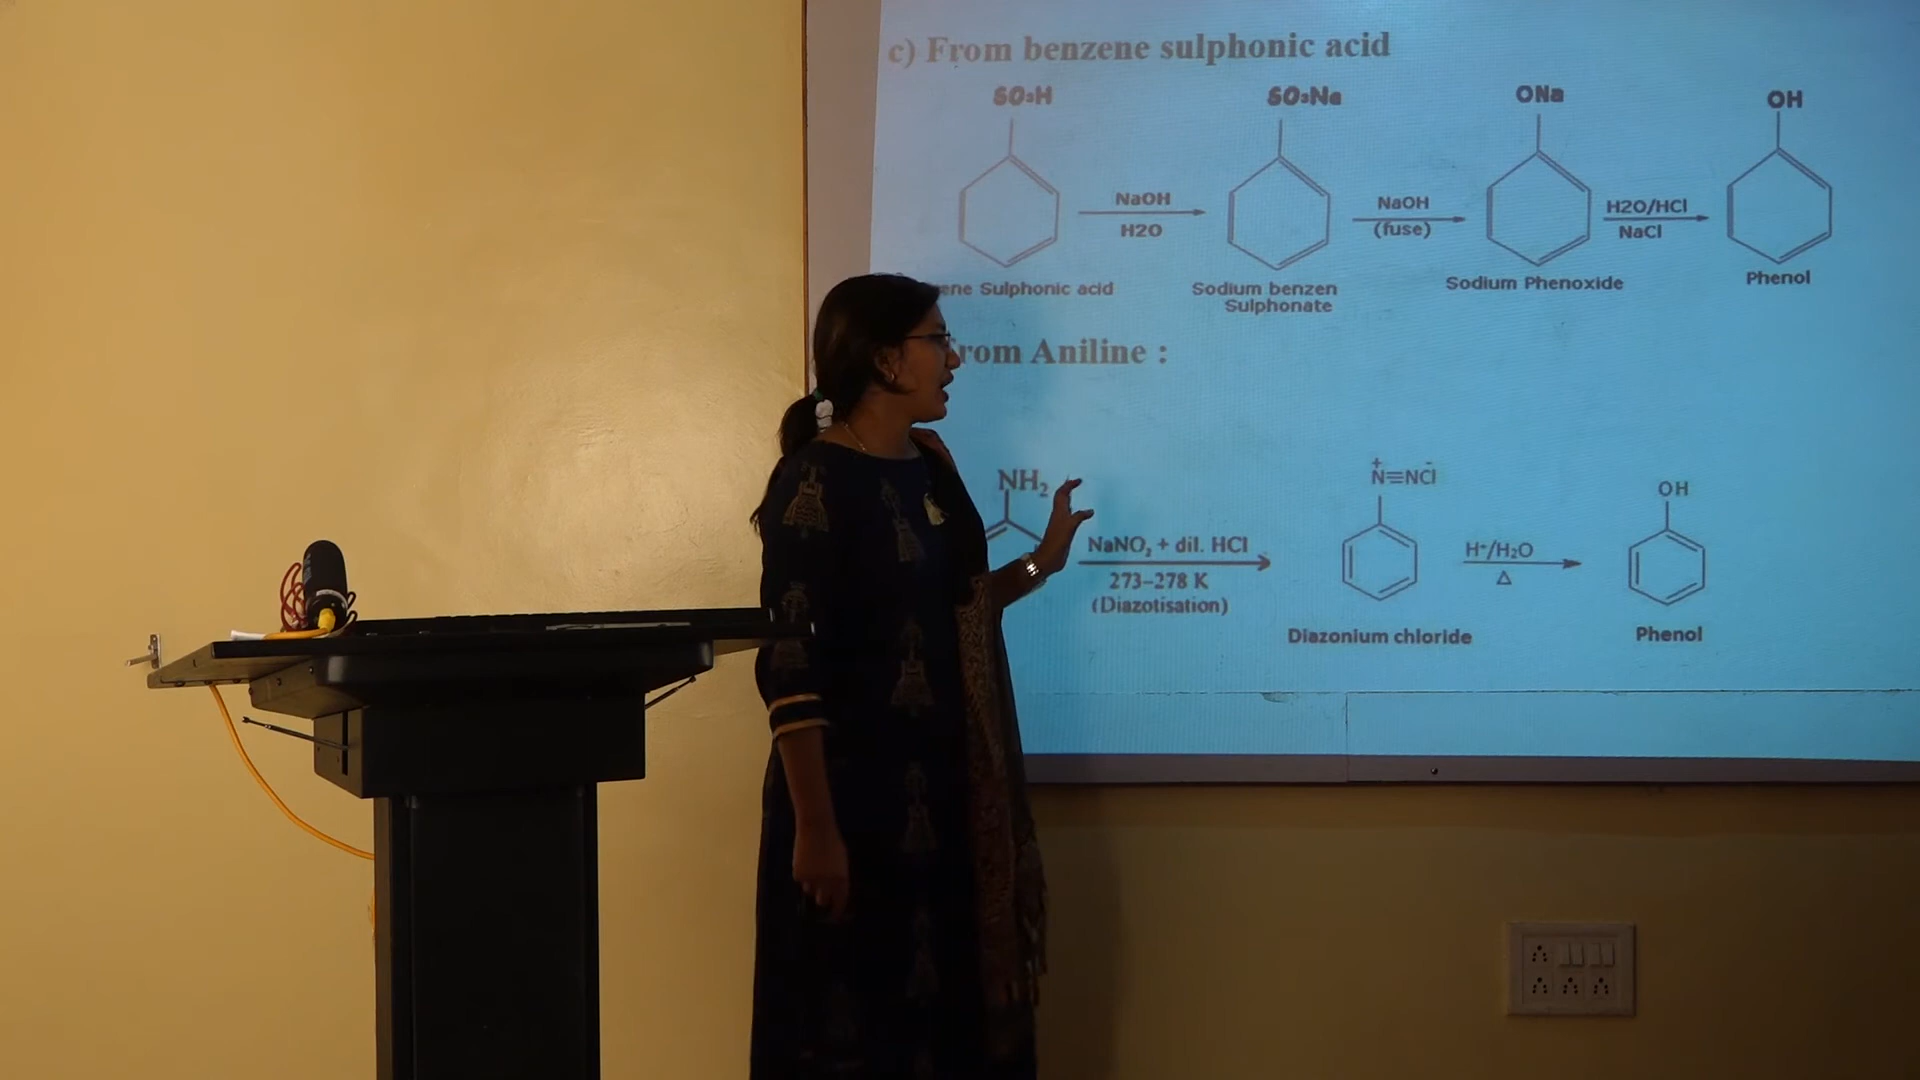 c) From benzene sulphonic acid
SO₃H
SO₃Na
ONa
OH
NaOH
H2O
NaOH
(fuse)
H2O/HCl
NaCl
ene Sulphonic acid
Sodium benzen
Sulphonate
Sodium Phenoxide
Phenol
rom Aniline :
NH₂
NaNO₂ + dil. HCl
273–278 K
(Diazotisation)
N⁺≡NCl⁻
H⁺/H₂O
Δ
OH
Diazonium chloride
Phenol